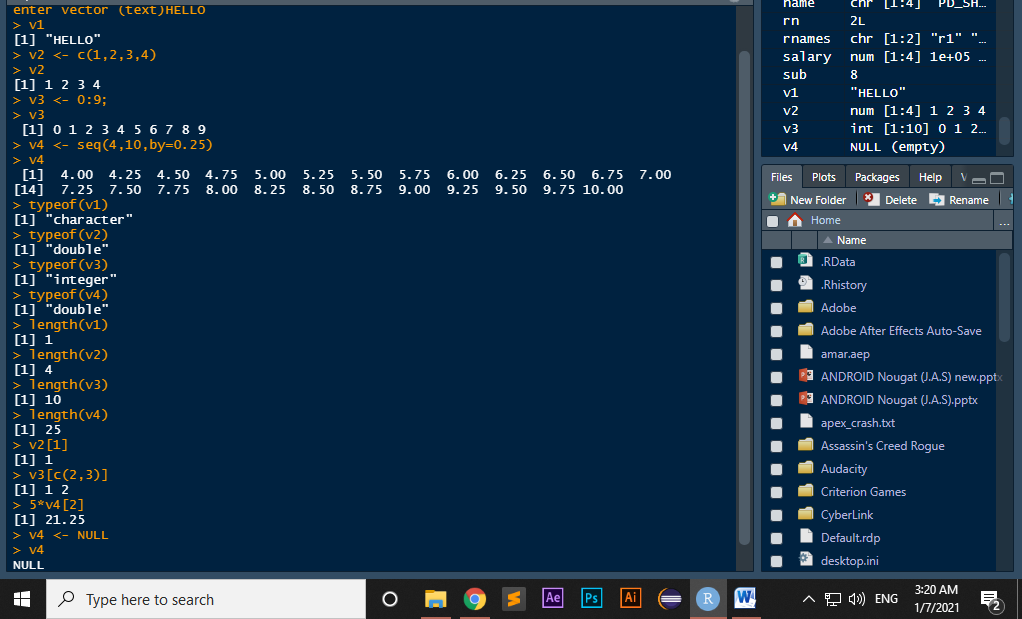 enter vector (text)HELLO
> v1
[1] "HELLO"
> v2 <- c(1,2,3,4)
> v2
[1] 1 2 3 4
> v3 <- 0:9;
> v3
[1] 0 1 2 3 4 5 6 7 8 9
> v4 <- seq(4,10,by=0.25)
> v4
[1] 4.00 4.25 4.50 4.75 5.00 5.25 5.50 5.75 6.00 6.25 6.50 6.75 7.00
[14] 7.25 7.50 7.75 8.00 8.25 8.50 8.75 9.00 9.25 9.50 9.75 10.00
> typeof(v1)
[1] "character"
> typeof(v2)
[1] "double"
> typeof(v3)
[1] "integer"
> typeof(v4)
[1] "double"
> length(v1)
[1] 1
> length(v2)
[1] 4
> length(v3)
[1] 10
> length(v4)
[1] 25
> v2[1]
[1] 1
> v3[c(2,3)]
[1] 1 2
> 5*v4[2]
[1] 21.25
> v4 <- NULL
> v4
NULL
name chr [1:4] "PD_SH…
rn 2L
rnames chr [1:2] "r1" "…
salary num [1:4] 1e+05 …
sub 8
v1 "HELLO"
v2 num [1:4] 1 2 3 4
v3 int [1:10] 0 1 2…
v4 NULL (empty)
Files Plots Packages Help V
New Folder Delete Rename
Home ...
Name
.RData
.Rhistory
Adobe
Adobe After Effects Auto-Save
amar.aep
ANDROID Nougat (J.A.S) new.pptx
ANDROID Nougat (J.A.S).pptx
apex_crash.txt
Assassin's Creed Rogue
Audacity
Criterion Games
CyberLink
Default.rdp
desktop.ini
Type here to search
Ae Ps Ai R W
ENG
3:20 AM
1/7/2021
2